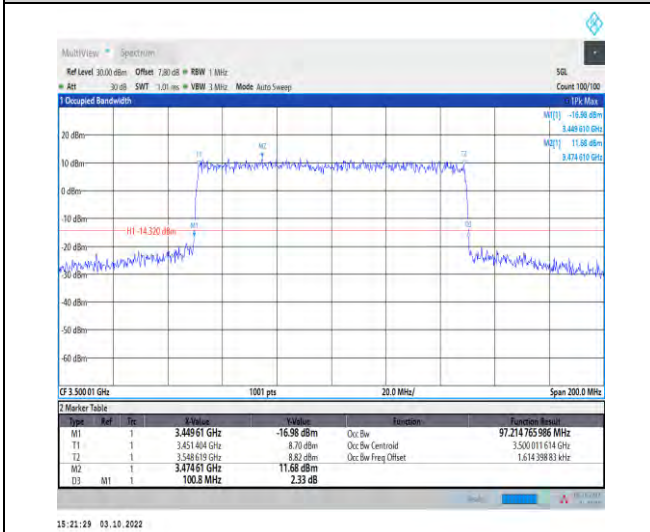 MultiView Spectrum
Ref Level 30.00 dBm Offset 7.80 dB RBW 1 MHz SGL
Att 30 dB SWT 1.01 ms VBW 3 MHz Mode Auto Sweep Count 100/100
1 Occupied Bandwidth 1Pk Max
M1[1] -16.98 dBm
3.449 610 GHz
20 dBm
M2[1] 11.68 dBm
3.474 610 GHz
M2
T1 T2
10 dBm
0 dBm
-10 dBm
H1 -14.320 dBm M1
-20 dBm
-30 dBm
-40 dBm
-50 dBm
-60 dBm
CF 3.500 01 GHz 1001 pts 20.0 MHz/ Span 200.0 MHz
2 Marker Table
Type Ref Trc X-Value Y-Value Function Function Result
M1 1 3.449 61 GHz -16.98 dBm Occ Bw 97.214 765 986 MHz
T1 1 3.451 404 GHz 8.70 dBm Occ Bw Centroid 3.500 011 614 GHz
T2 1 3.548 619 GHz 8.82 dBm Occ Bw Freq Offset 1.614 398 83 kHz
M2 1 3.474 61 GHz 11.68 dBm
D3 M1 1 100.8 MHz 2.33 dB
15:21:29 03.10.2022